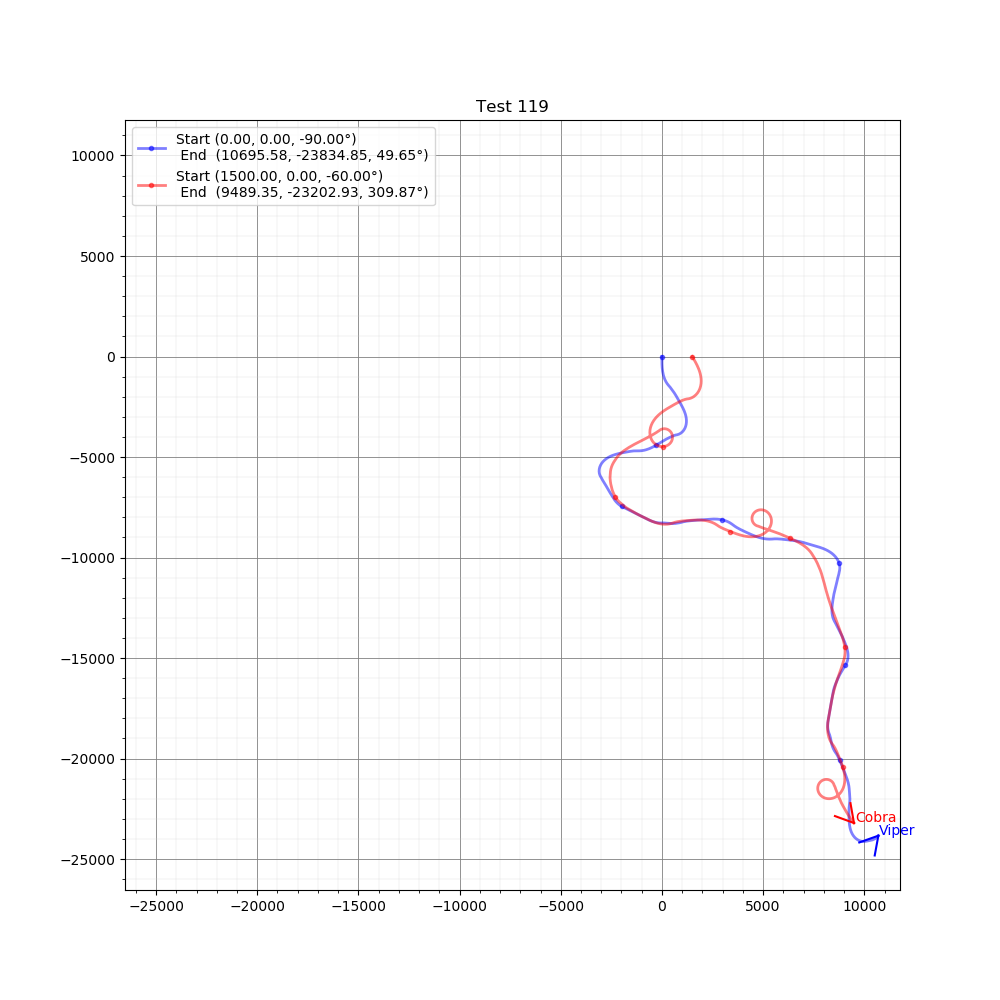 Test 119
Start (0.00, 0.00, -90.00°)
End  (10695.58, -23834.85, 49.65°)
Start (1500.00, 0.00, -60.00°)
End  (9489.35, -23202.93, 309.87°)
10000
5000
0
−5000
−10000
−15000
−20000
−25000
Cobra
Viper
−25000 −20000 −15000 −10000 −5000 0 5000 10000